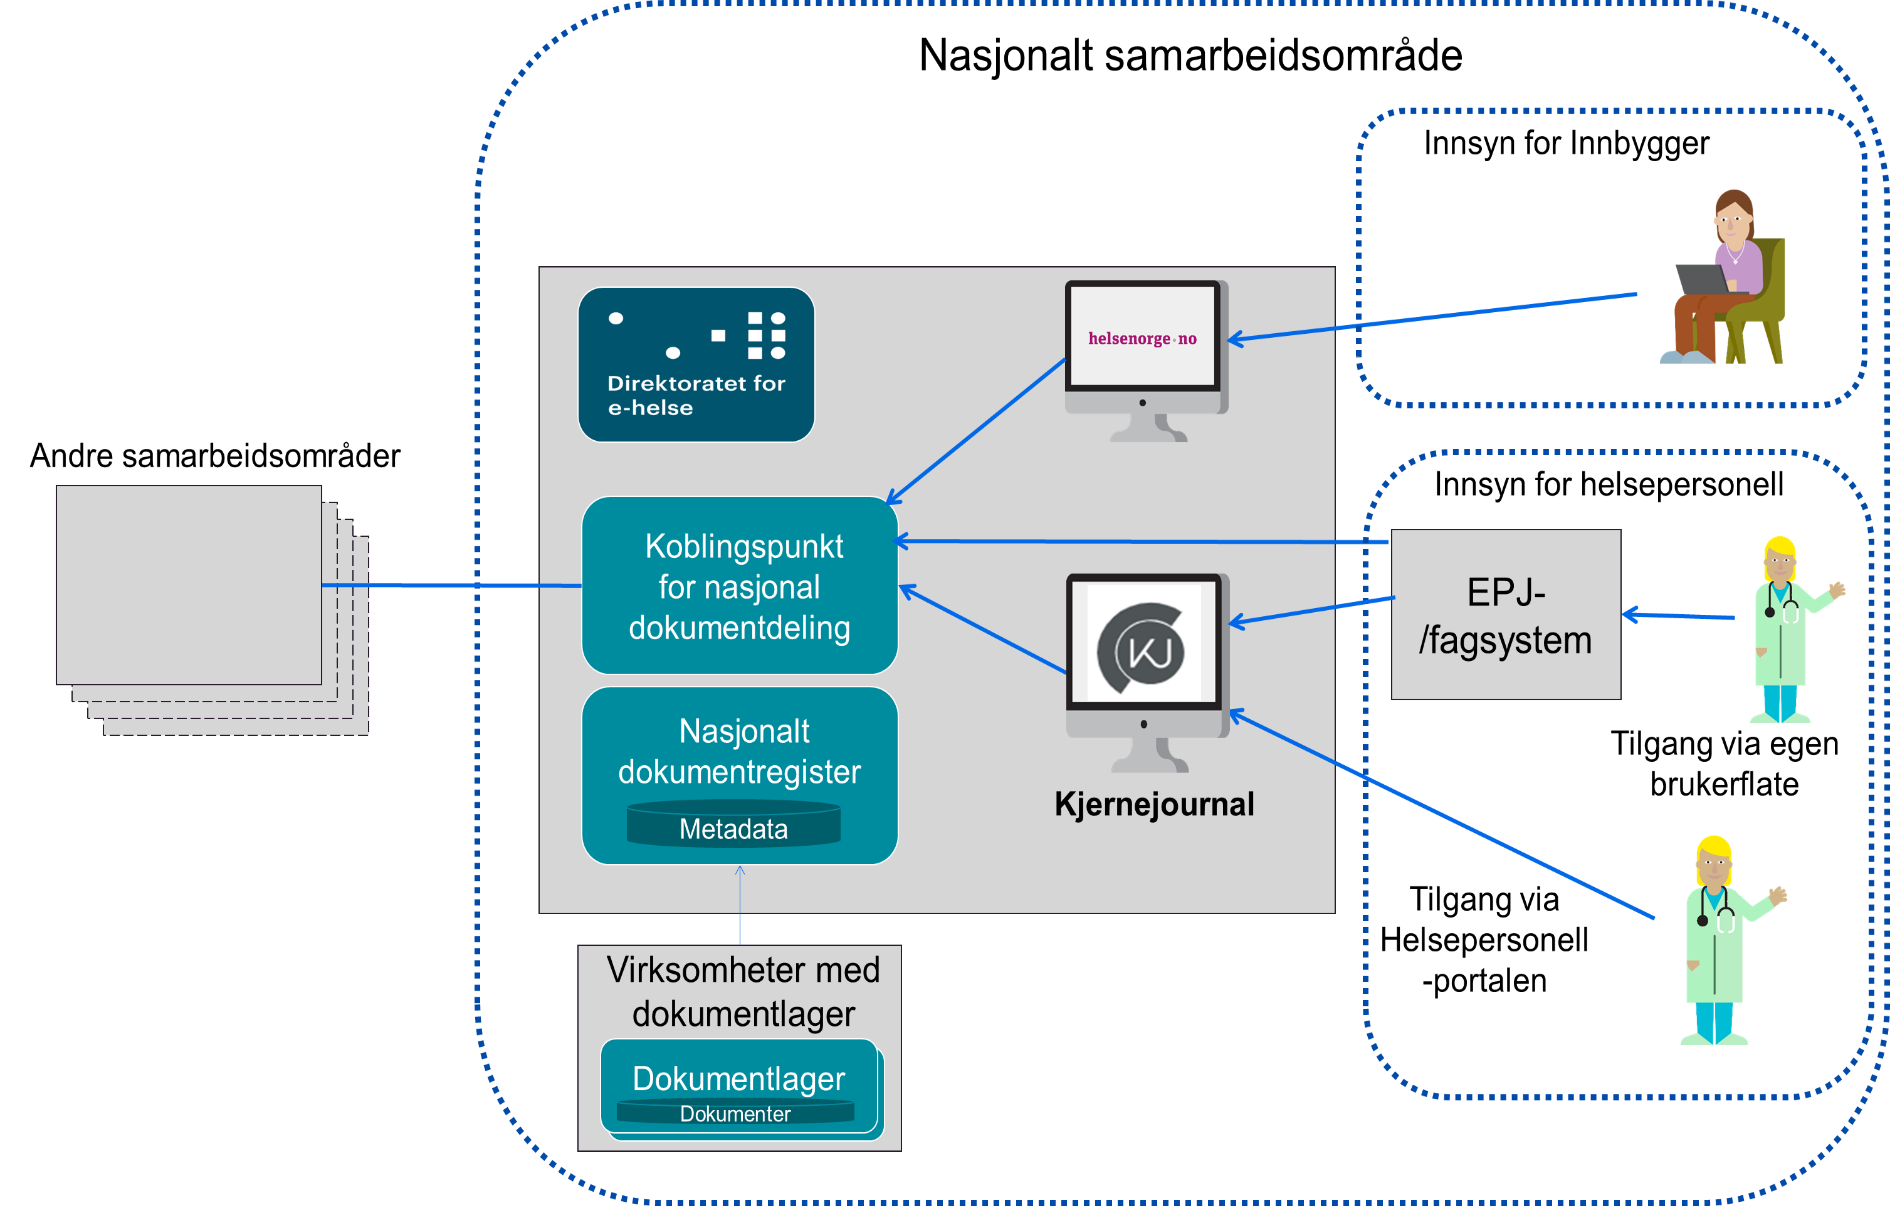 Nasjonalt samarbeidsområde
Innsyn for Innbygger
helsenorge.no
Direktoratet for
e-helse
Andre samarbeidsområder
Innsyn for helsepersonell
Koblingspunkt
for nasjonal
dokumentdeling
EPJ-
/fagsystem
KJ
Tilgang via egen
brukerflate
Nasjonalt
dokumentregister
Metadata
Kjernejournal
Tilgang via
Helsepersonell
-portalen
Virksomheter med
dokumentlager
Dokumentlager
Dokumenter